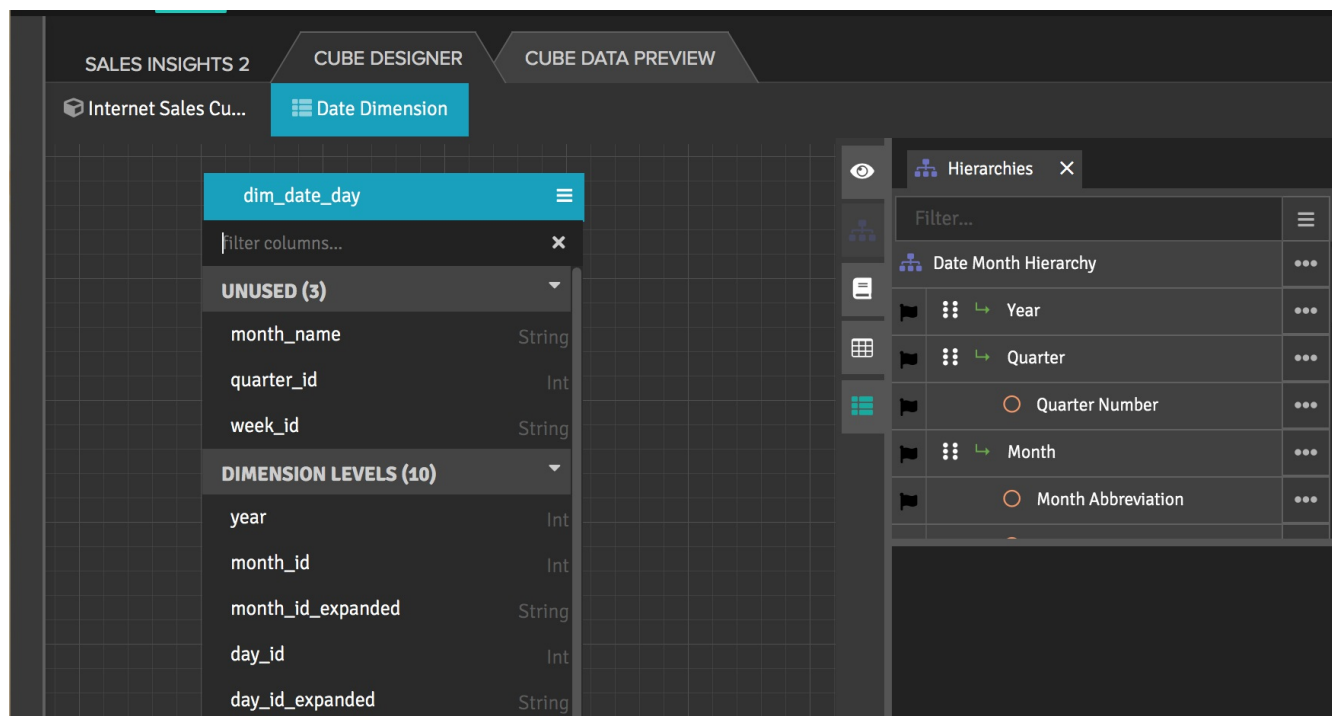 SALES INSIGHTS 2
CUBE DESIGNER
CUBE DATA PREVIEW
Internet Sales Cu...
Date Dimension
dim_date_day
filter columns...
UNUSED (3)
month_name String
quarter_id Int
week_id String
DIMENSION LEVELS (10)
year Int
month_id Int
month_id_expanded String
day_id Int
day_id_expanded String
Hierarchies
Filter...
Date Month Hierarchy
Year
Quarter
Quarter Number
Month
Month Abbreviation